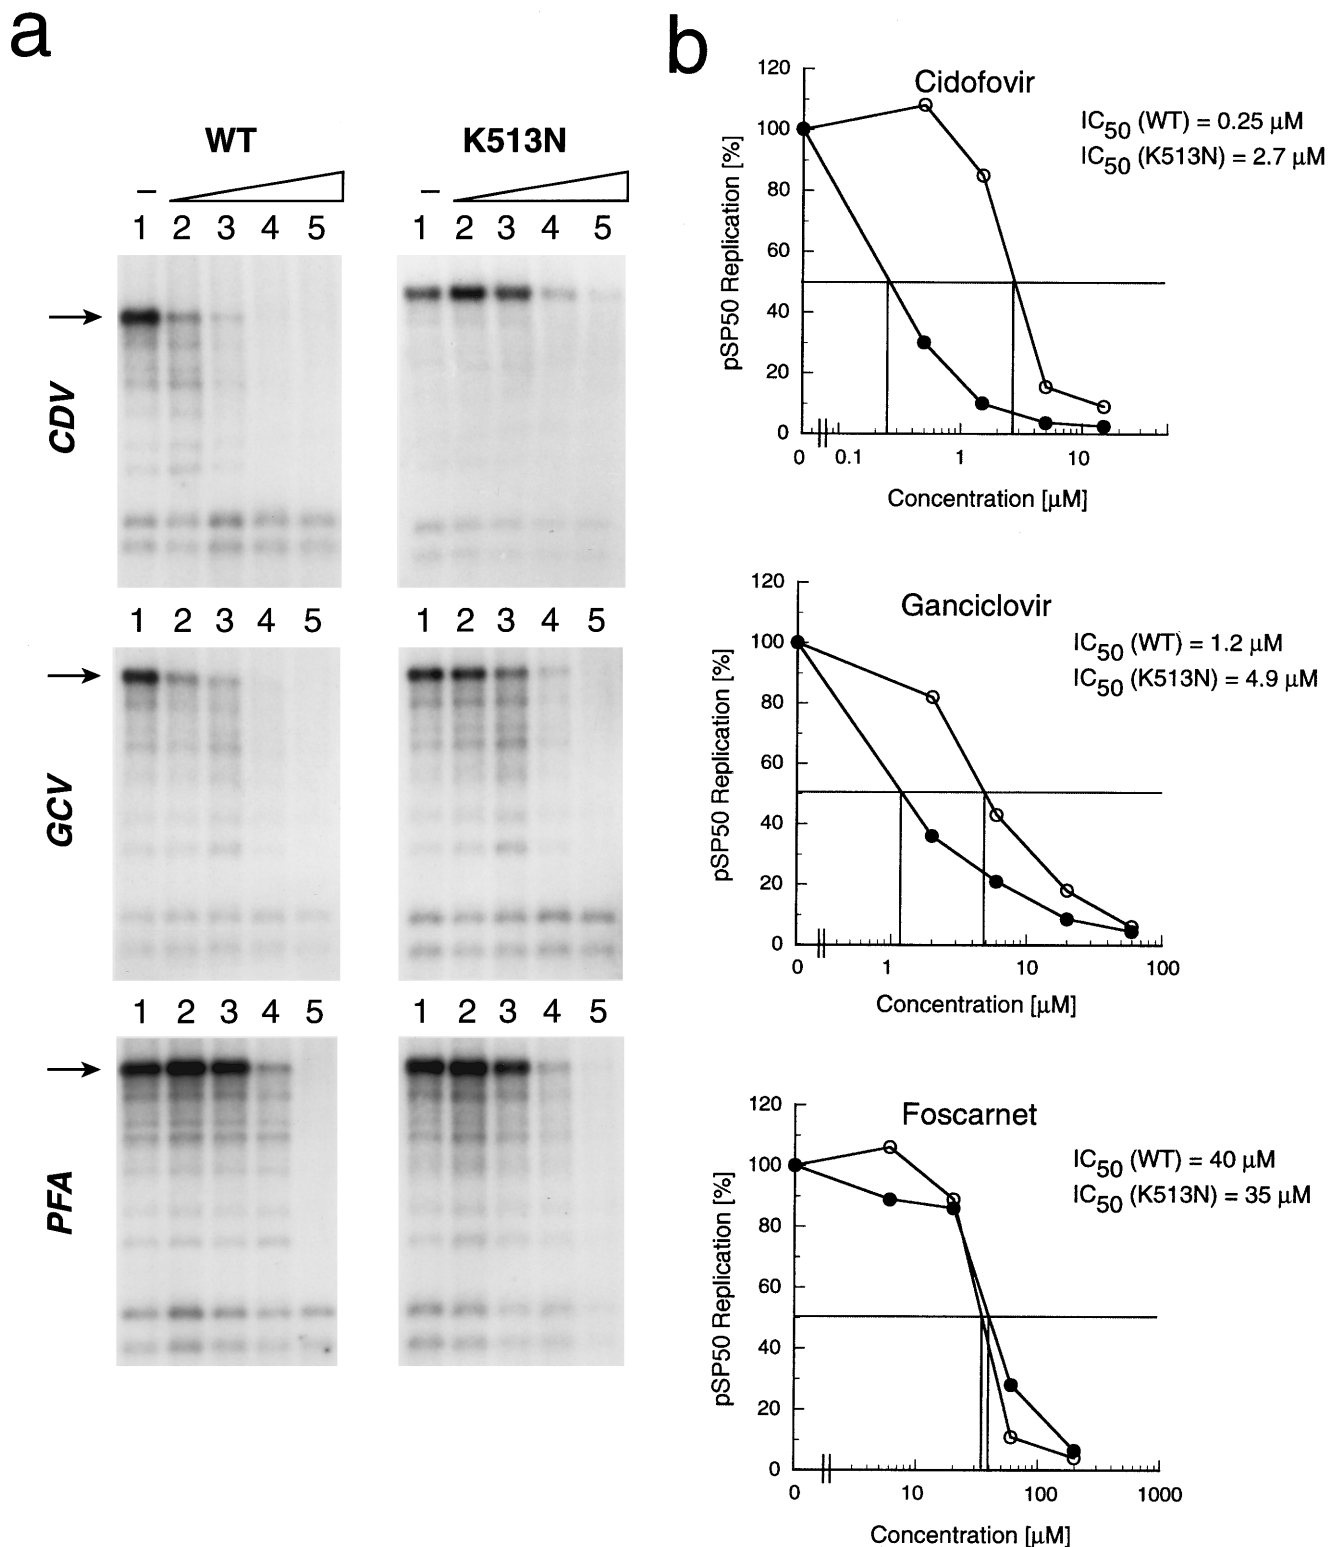 a
WT
K513N
–
–
1 2 3 4 5
1 2 3 4 5
CDV
1 2 3 4 5
1 2 3 4 5
GCV
1 2 3 4 5
1 2 3 4 5
PFA
b
Cidofovir
IC50 (WT) = 0.25 µM
IC50 (K513N) = 2.7 µM
pSP50 Replication [%]
120
100
80
60
40
20
0
0 0.1 1 10
Concentration [µM]
Ganciclovir
IC50 (WT) = 1.2 µM
IC50 (K513N) = 4.9 µM
pSP50 Replication [%]
120
100
80
60
40
20
0
0 1 10 100
Concentration [µM]
Foscarnet
IC50 (WT) = 40 µM
IC50 (K513N) = 35 µM
pSP50 Replication [%]
120
100
80
60
40
20
0
0 10 100 1000
Concentration [µM]